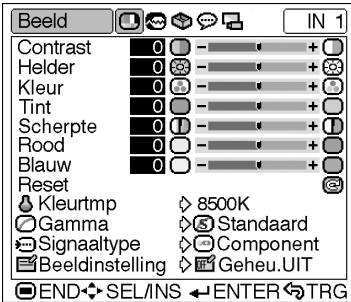 Beeld IN 1
Contrast 0 - +
Helder 0 - +
Kleur 0 - +
Tint 0 - +
Scherpte 0 - +
Rood 0 - +
Blauw 0 - +
Reset
Kleurtmp 8500K
Gamma S Standaard
Signaaltype Component
Beeldinstelling Geheu.UIT
END SEL/INS ENTER TRG